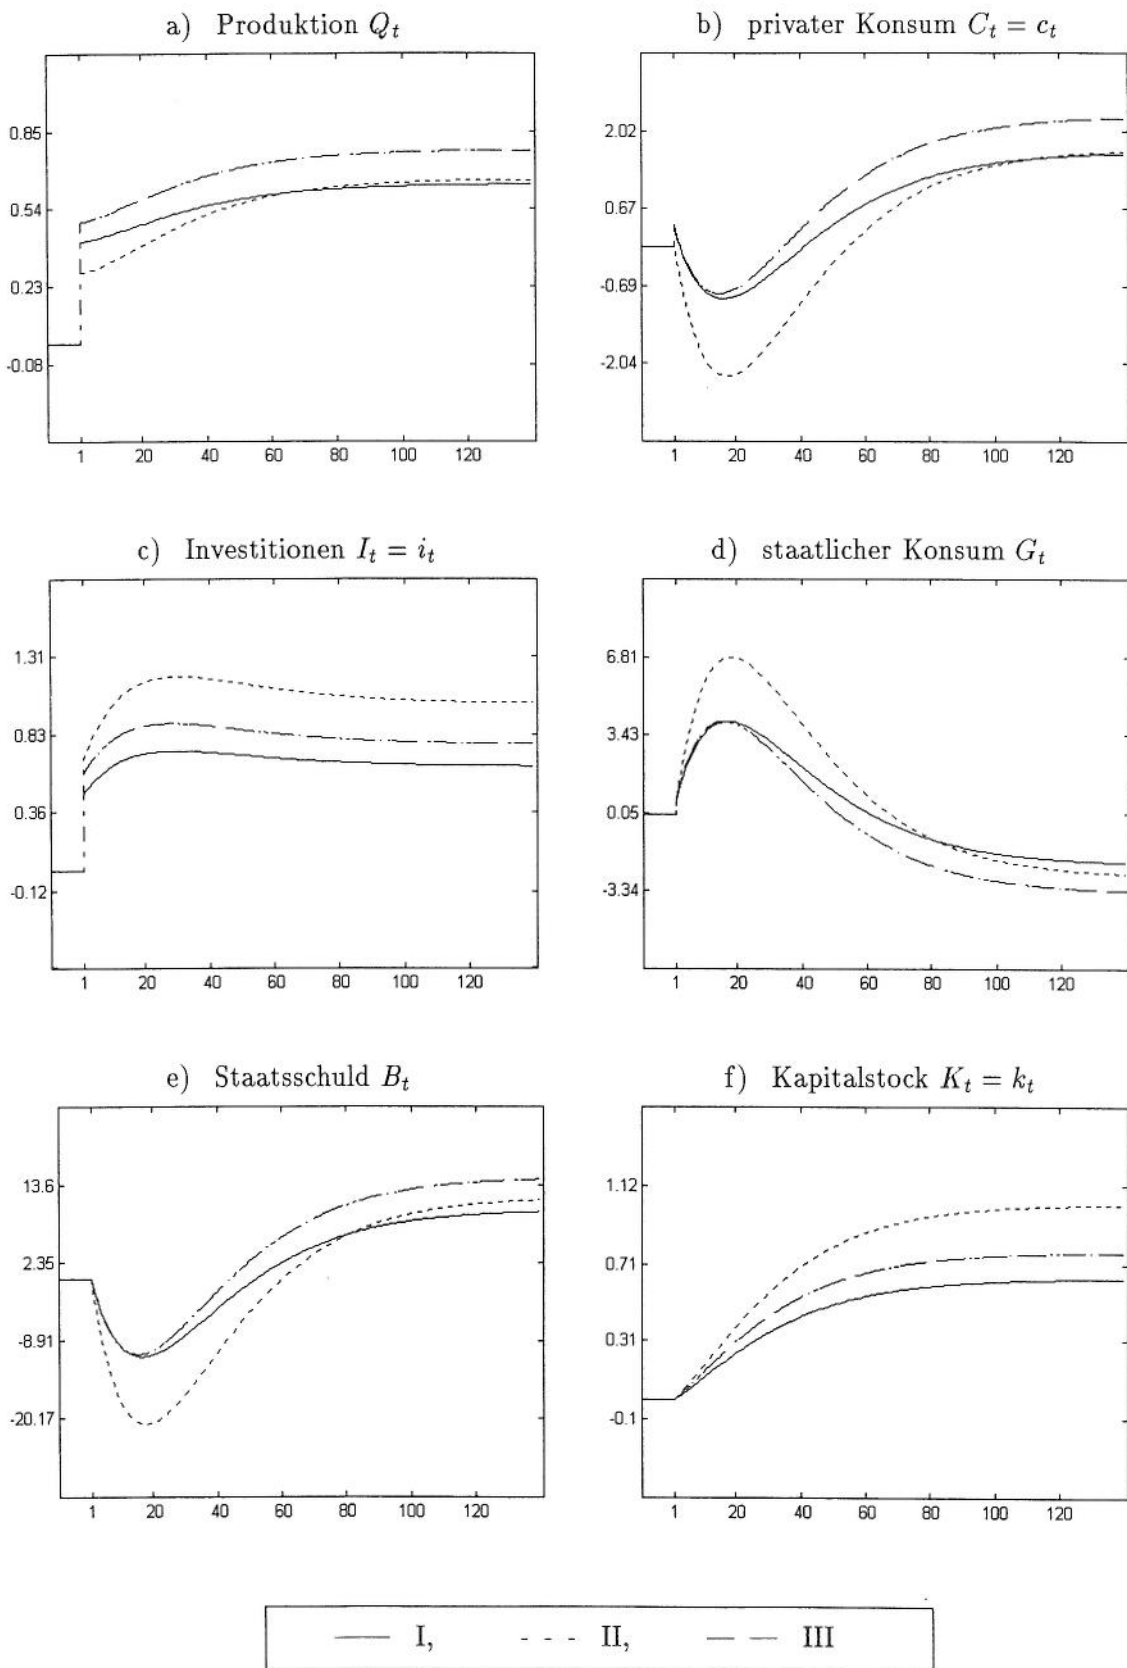 a) Produktion Q_t
b) privater Konsum C_t = c_t
0.85
0.54
0.23
-0.08
1 20 40 60 80 100 120
2.02
0.67
-0.69
-2.04
1 20 40 60 80 100 120
c) Investitionen I_t = i_t
d) staatlicher Konsum G_t
1.31
0.83
0.36
-0.12
1 20 40 60 80 100 120
6.81
3.43
0.05
-3.34
1 20 40 60 80 100 120
e) Staatsschuld B_t
f) Kapitalstock K_t = k_t
13.6
2.35
-8.91
-20.17
1 20 40 60 80 100 120
1.12
0.71
0.31
-0.1
1 20 40 60 80 100 120
I, II, III